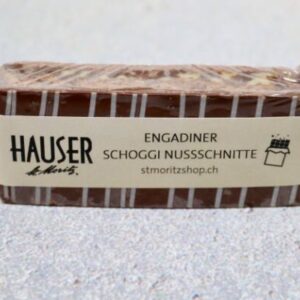 HAUSER
St. Moritz.
ENGADINER
SCHOGGI NUSSSCHNITTE
stmoritzshop.ch